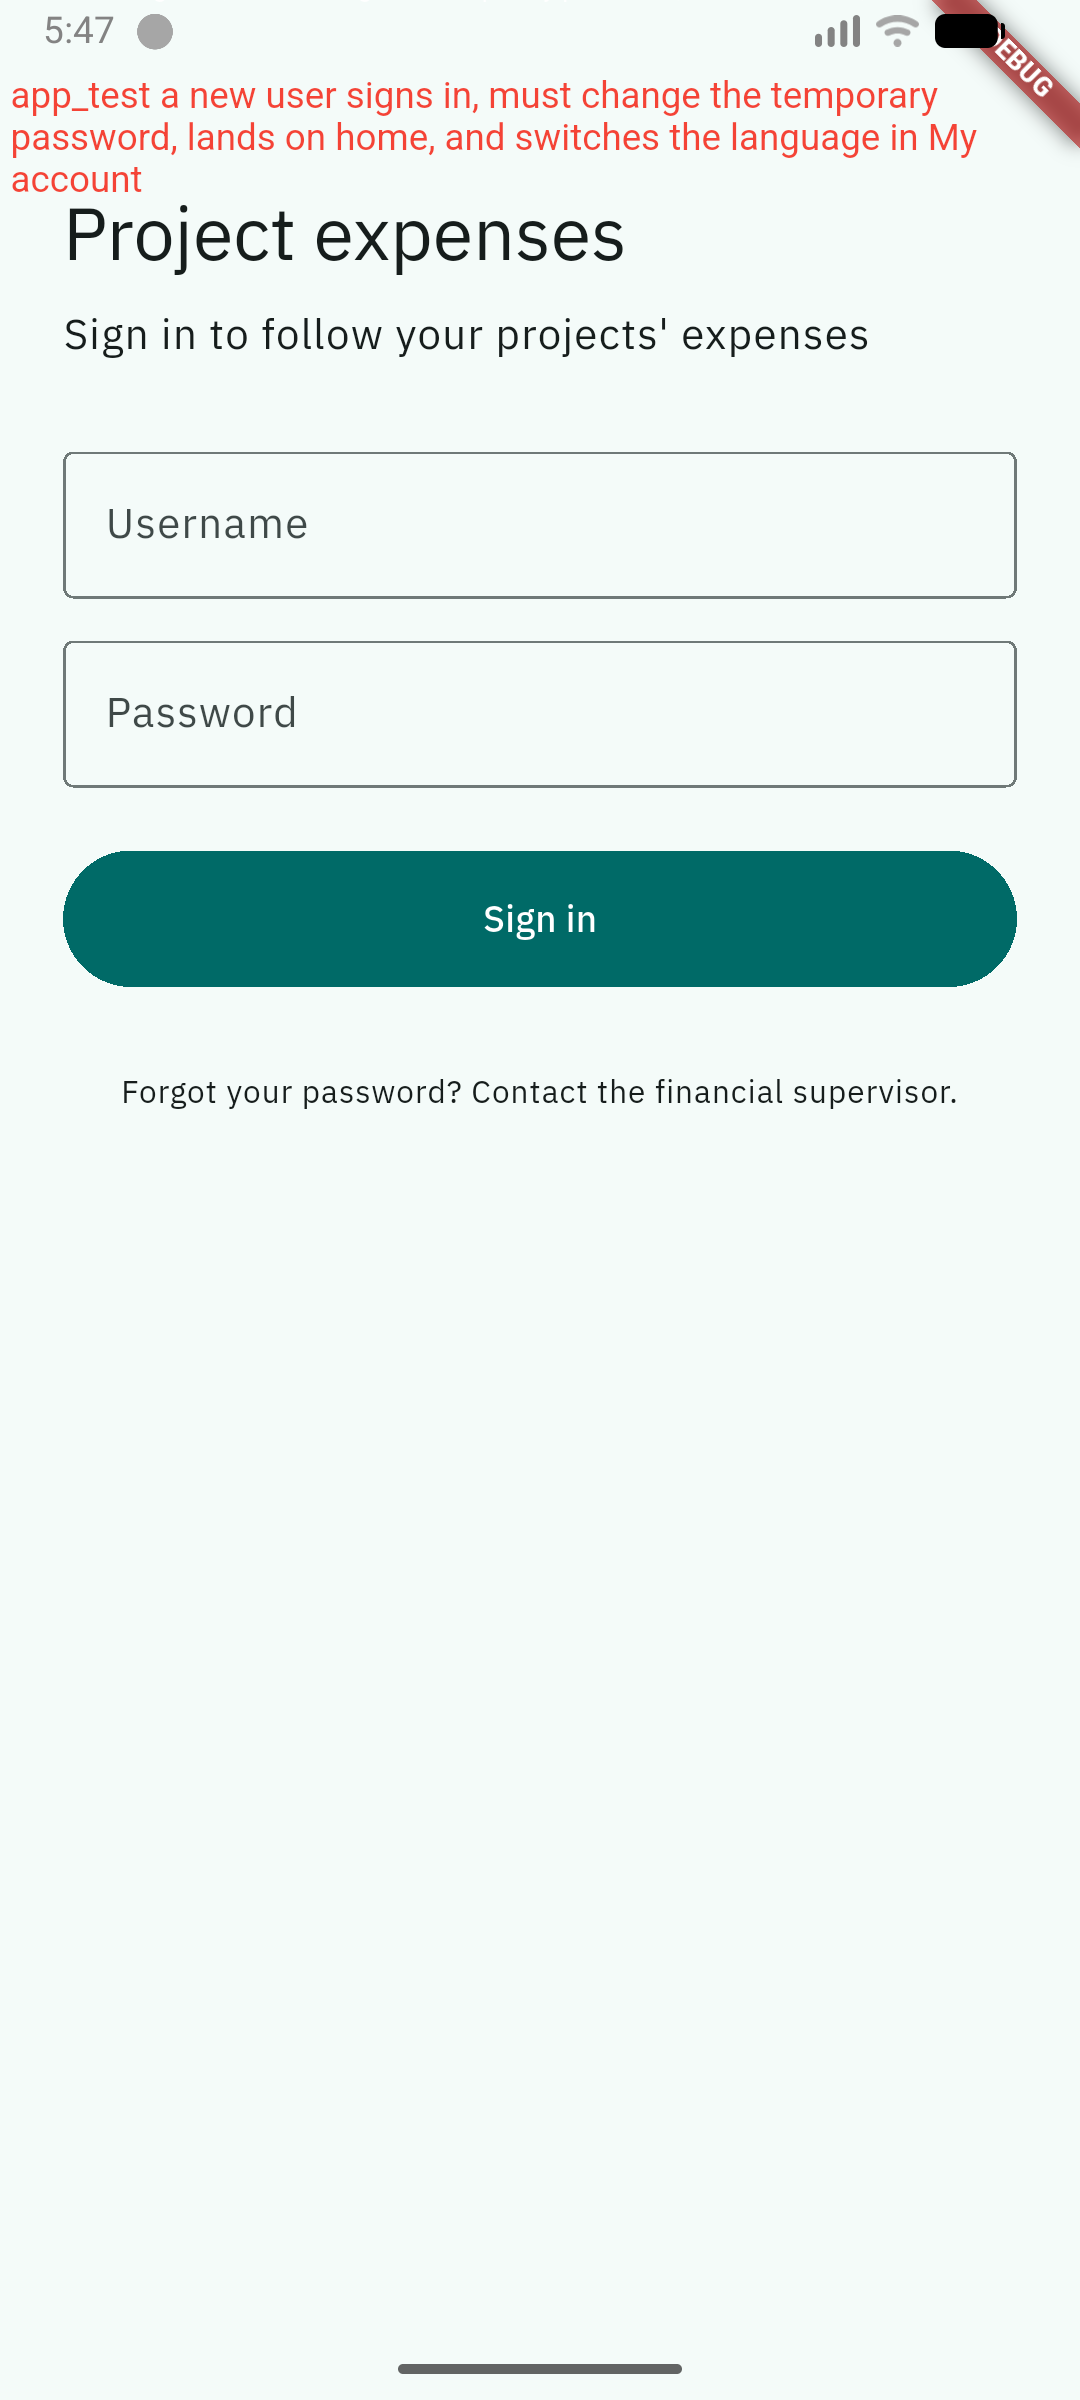 5:47
EBUG
app_test a new user signs in, must change the temporary
password, lands on home, and switches the language in My
account
Project expenses
Sign in to follow your projects' expenses
Username
Password
Sign in
Forgot your password? Contact the financial supervisor.